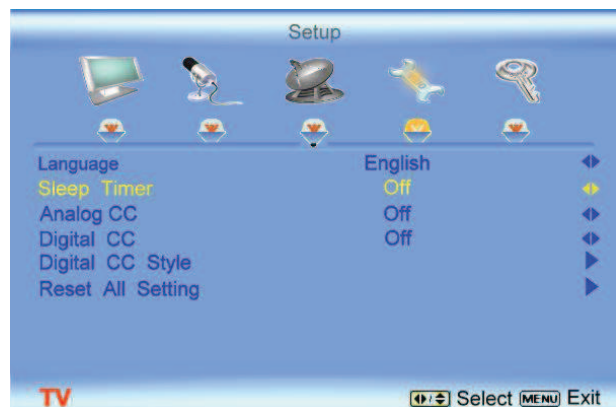 Setup
Language English
Sleep Timer Off
Analog CC Off
Digital CC Off
Digital CC Style
Reset All Setting
TV Select MENU Exit